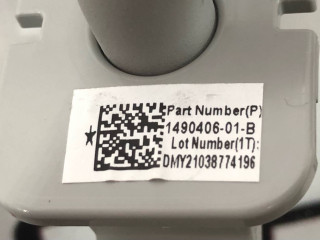 Part Number(P)
1490406-01-B
Lot Number(1T):
DMY21038774196